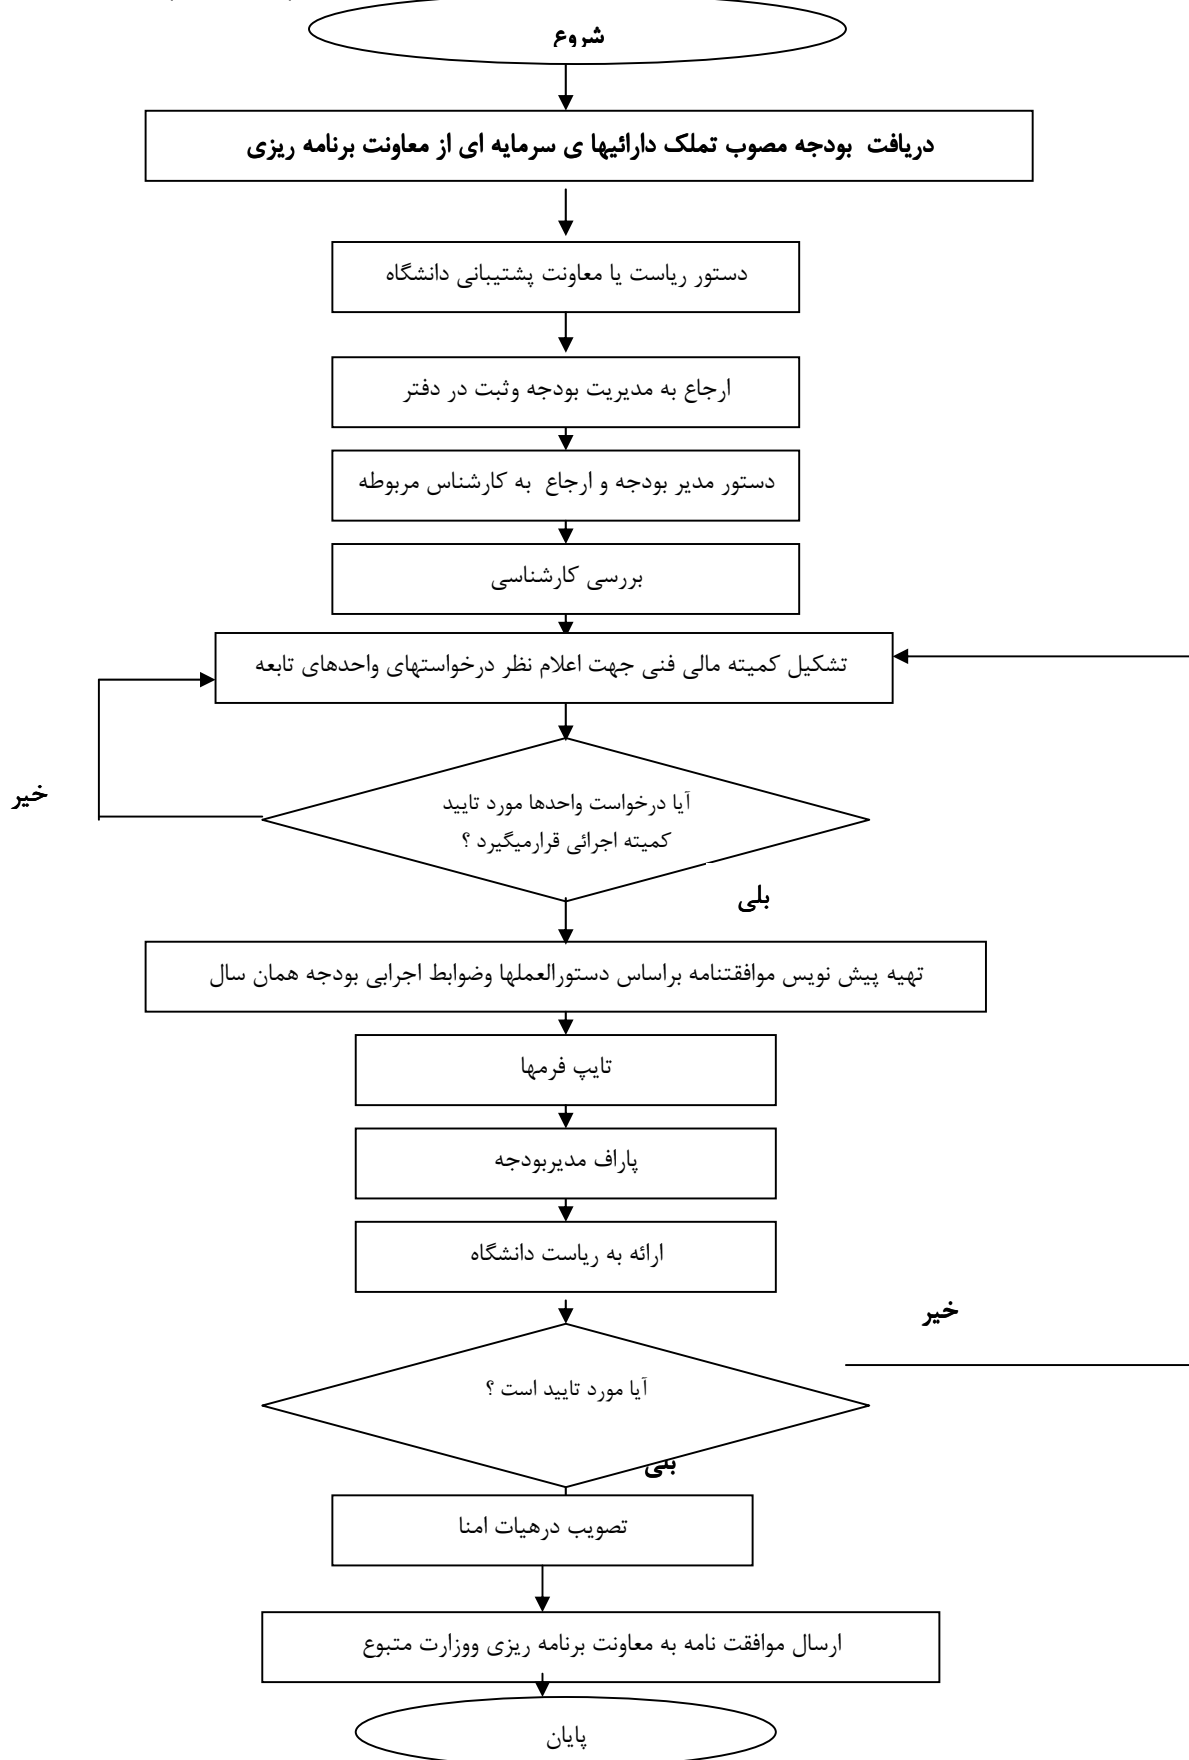 شروع
دریافت بودجه مصوب تملک دارائیها ی سرمایه ای از معاونت برنامه ریزی
دستور ریاست یا معاونت پشتیبانی دانشگاه
ارجاع به مدیریت بودجه وثبت در دفتر
دستور مدیر بودجه و ارجاع به کارشناس مربوطه
بررسی کارشناسی
تشکیل کمیته مالی فنی جهت اعلام نظر درخواستهای واحدهای تابعه
خیر
آیا درخواست واحدها مورد تایید
کمیته اجرائی قرارمیگیرد ؟
بلی
تهیه پیش نویس موافقتنامه براساس دستورالعملها وضوابط اجرایی بودجه همان سال
تایپ فرمها
پاراف مدیربودجه
ارائه به ریاست دانشگاه
خیر
آیا مورد تایید است ؟
بلی
تصویب درهیات امنا
ارسال موافقت نامه به معاونت برنامه ریزی ووزارت متبوع
پایان